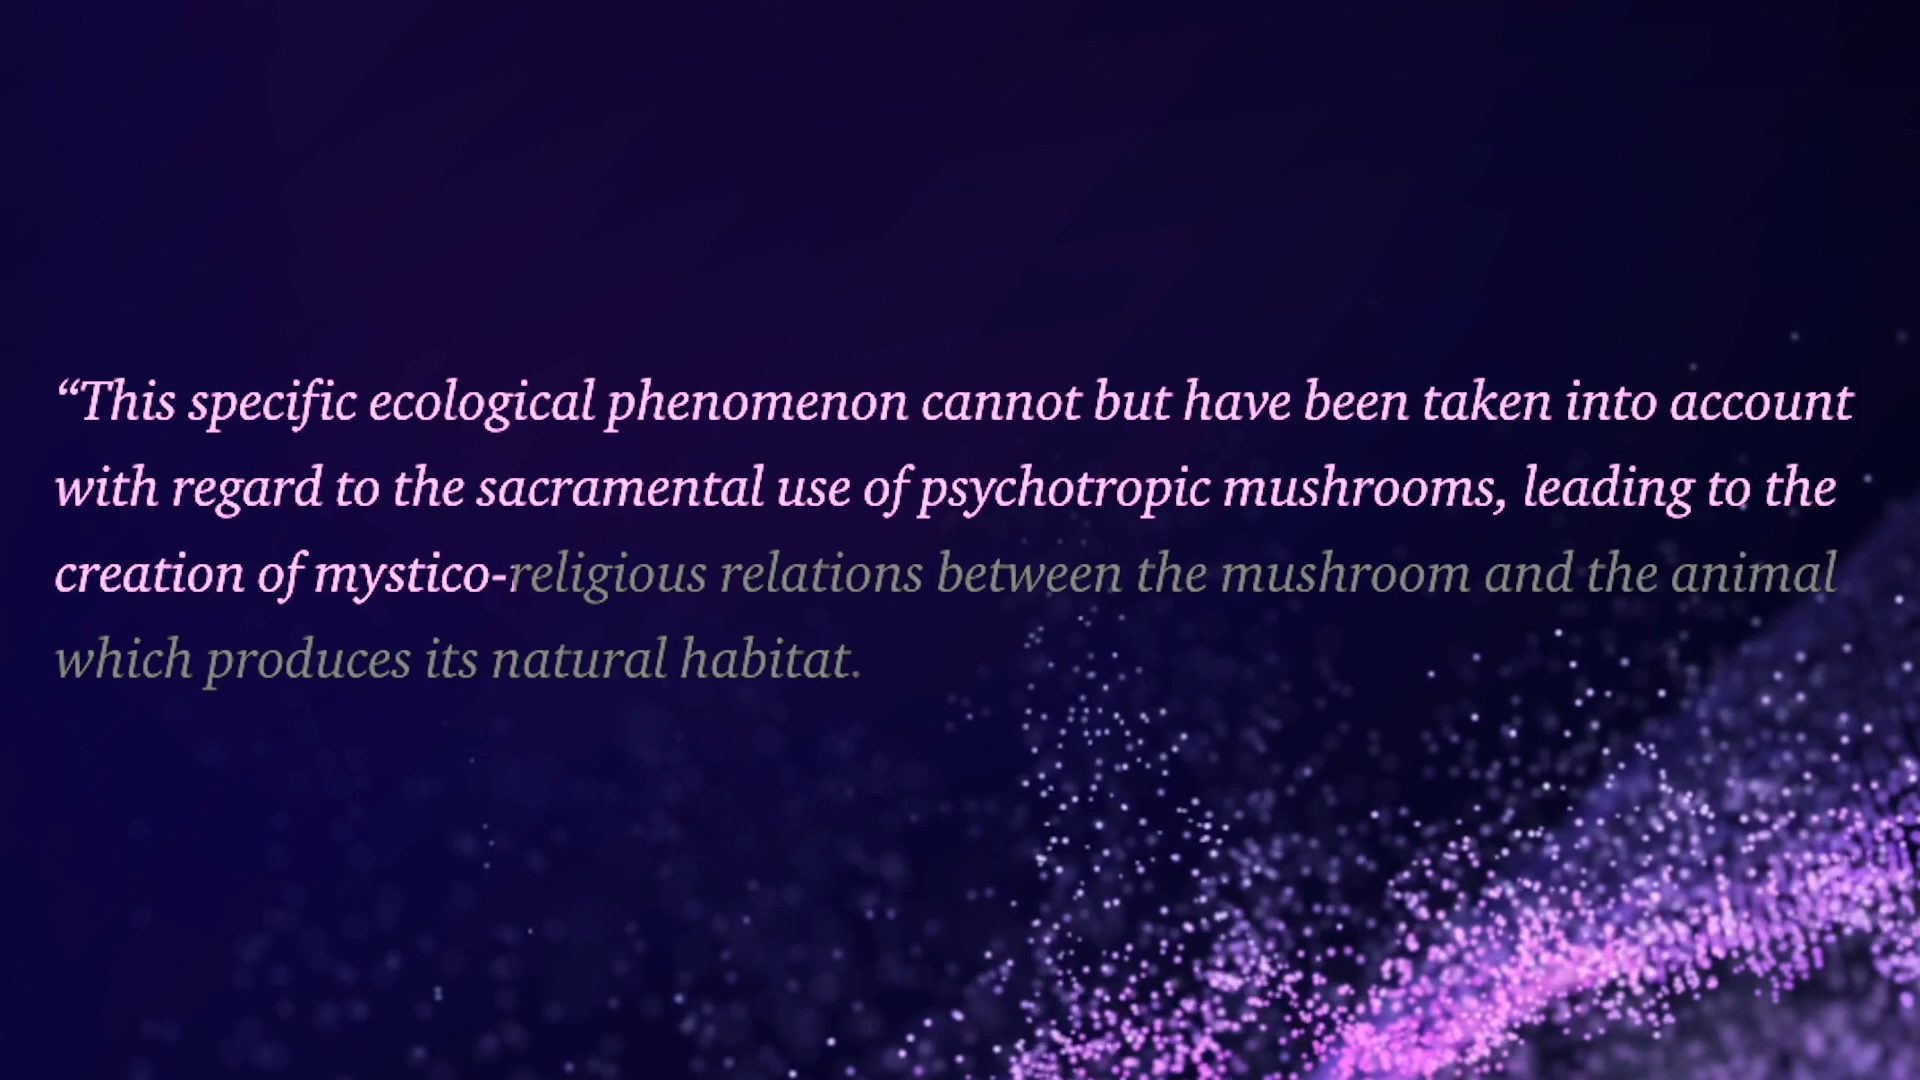 “This specific ecological phenomenon cannot but have been taken into account
with regard to the sacramental use of psychotropic mushrooms, leading to the
creation of mystico-religious relations between the mushroom and the animal
which produces its natural habitat.